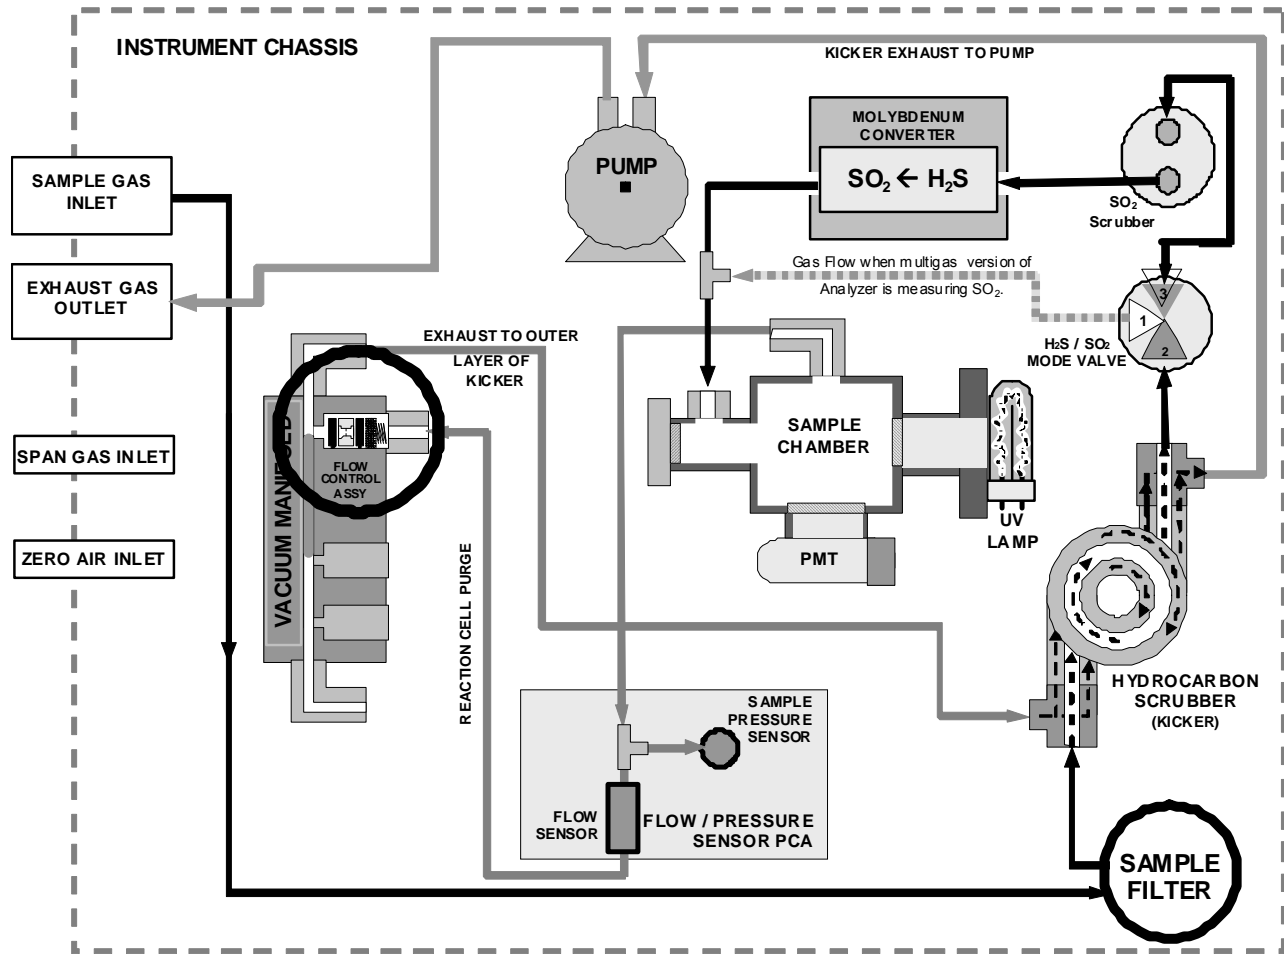 INSTRUMENT CHASSIS
KICKER EXHAUST TO PUMP
MOLYBDENUM
CONVERTER
SO₂ ← H₂S
PUMP
SO₂
Scrubber
SAMPLE GAS
INLET
EXHAUST GAS
OUTLET
SPAN GAS INLET
ZERO AIR INLET
Gas Flow when multigas version of
Analyzer is measuring SO₂.
3
1
2
H₂S / SO₂
MODE VALVE
EXHAUST TO OUTER
LAYER OF
KICKER
VACUUM MANIFOLD
FLOW
CONTROL
ASSY
SAMPLE
CHAMBER
UV
LAMP
PMT
REACTION CELL PURGE
HYDROCARBON
SCRUBBER
(KICKER)
SAMPLE
PRESSURE
SENSOR
FLOW
SENSOR
FLOW / PRESSURE
SENSOR PCA
SAMPLE
FILTER